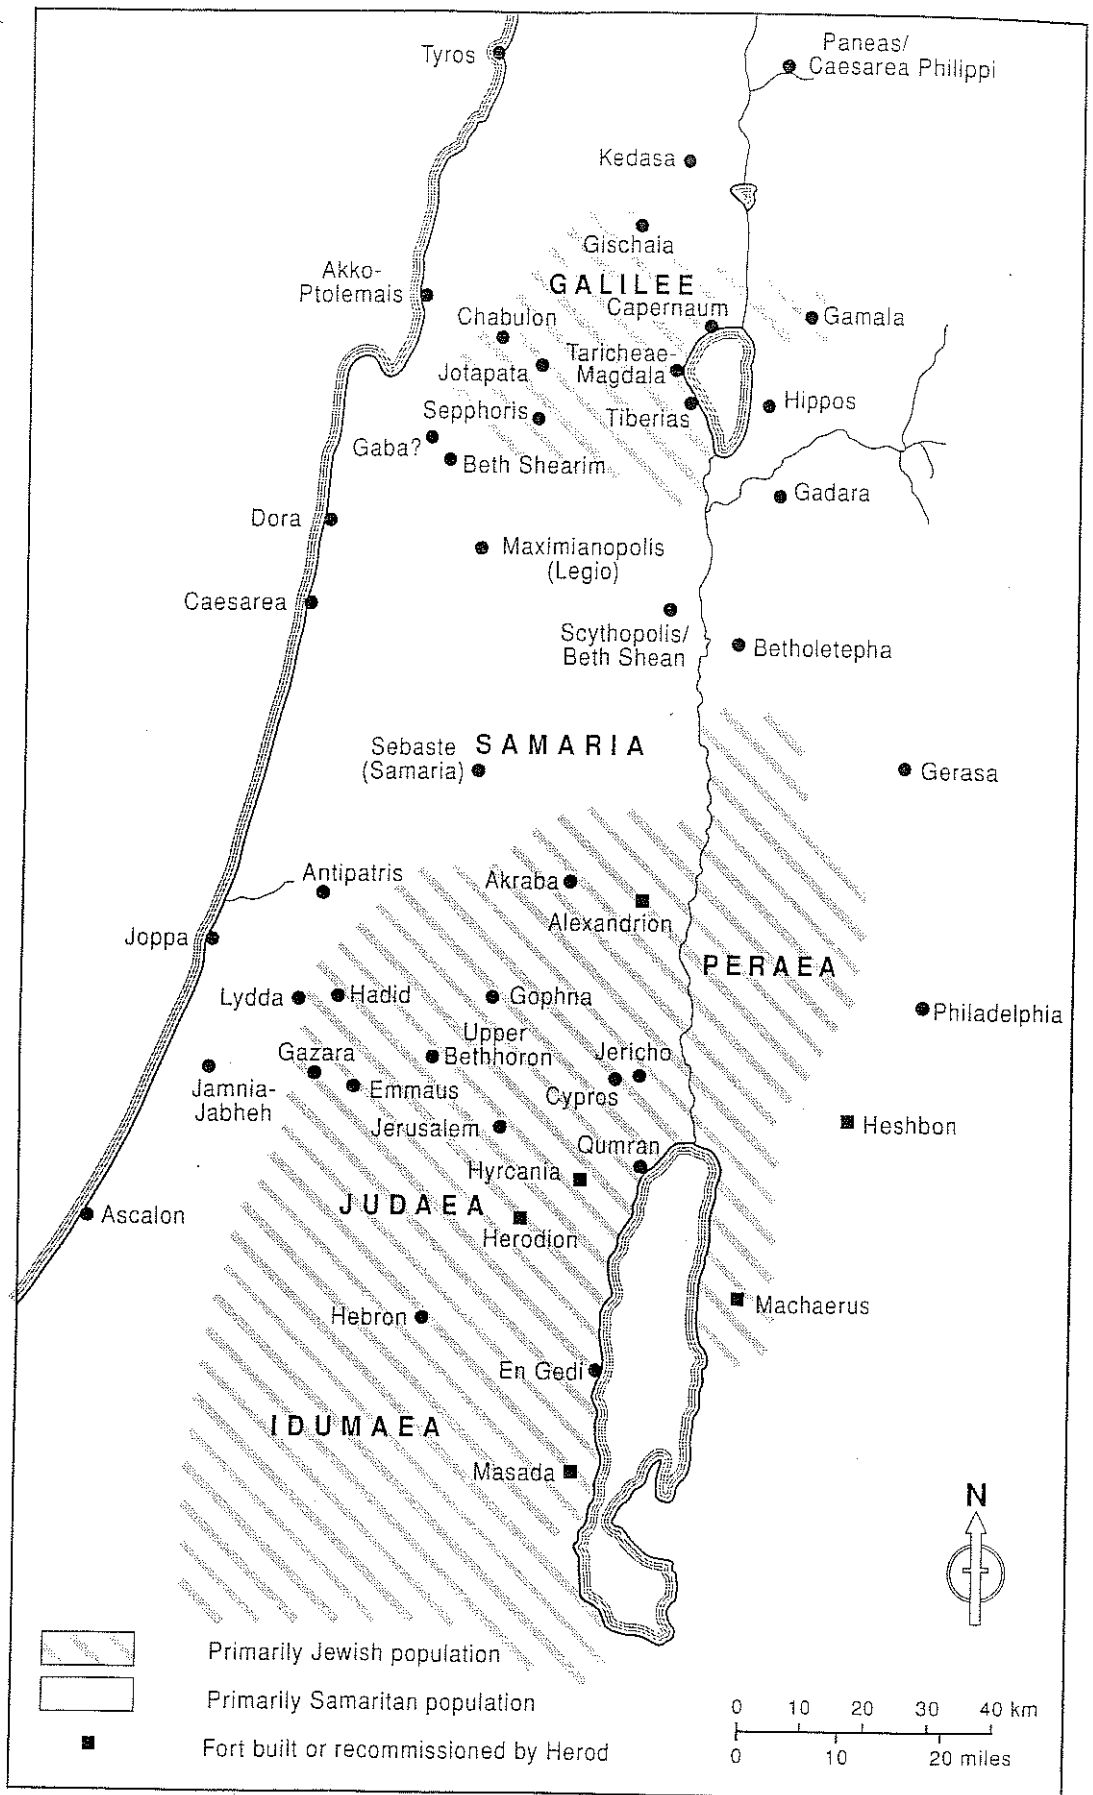 Tyros
Paneas/
Caesarea Philippi
Kedasa
Gischala
GALILEE
Akko-
Ptolemais
Capernaum
Chabulon
Gamala
Taricheae-
Magdala
Jotapata
Sepphoris
Tiberias
Hippos
Gaba?
Beth Shearim
Gadara
Dora
Maximianopolis
(Legio)
Caesarea
Scythopolis/
Beth Shean
Betholetepha
Sebaste
(Samaria)
SAMARIA
Gerasa
Antipatris
Akraba
Alexandrion
Joppa
PERAEA
Lydda
Hadid
Gophna
Philadelphia
Upper
Bethhoron
Gazara
Jericho
Emmaus
Cypros
Jamnia-
Jabheh
Jerusalem
Heshbon
Qumran
Hyrcania
JUDAEA
Ascalon
Herodion
Machaerus
Hebron
En Gedi
IDUMAEA
Masada
N
Primarily Jewish population
Primarily Samaritan population
Fort built or recommissioned by Herod
0 10 20 30 40 km
0 10 20 miles